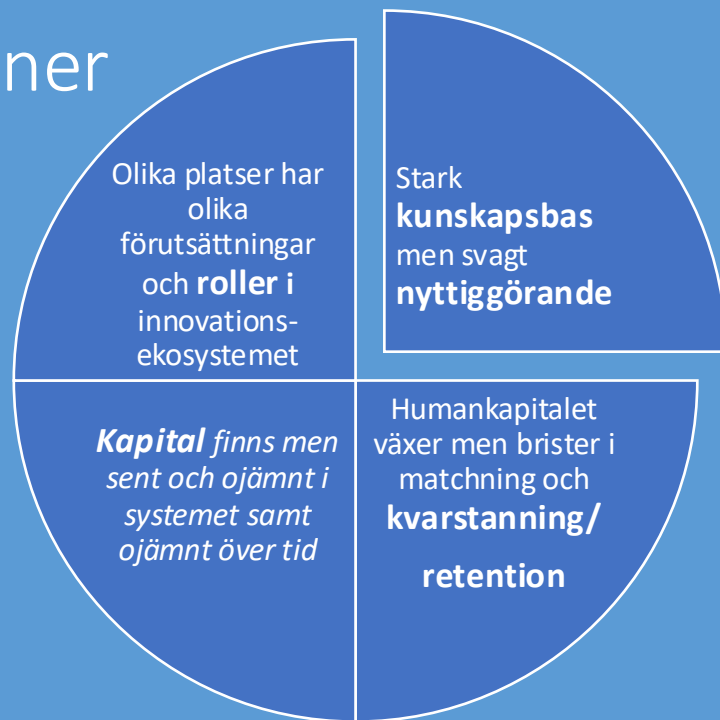 ner
Olika platser har
olika
förutsättningar
och roller i
innovations-
ekosystemet
Stark
kunskapsbas
men svagt
nyttiggörande
Kapital finns men
sent och ojämnt i
systemet samt
ojämnt över tid
Humankapitalet
växer men brister i
matchning och
kvarstanning/
retention